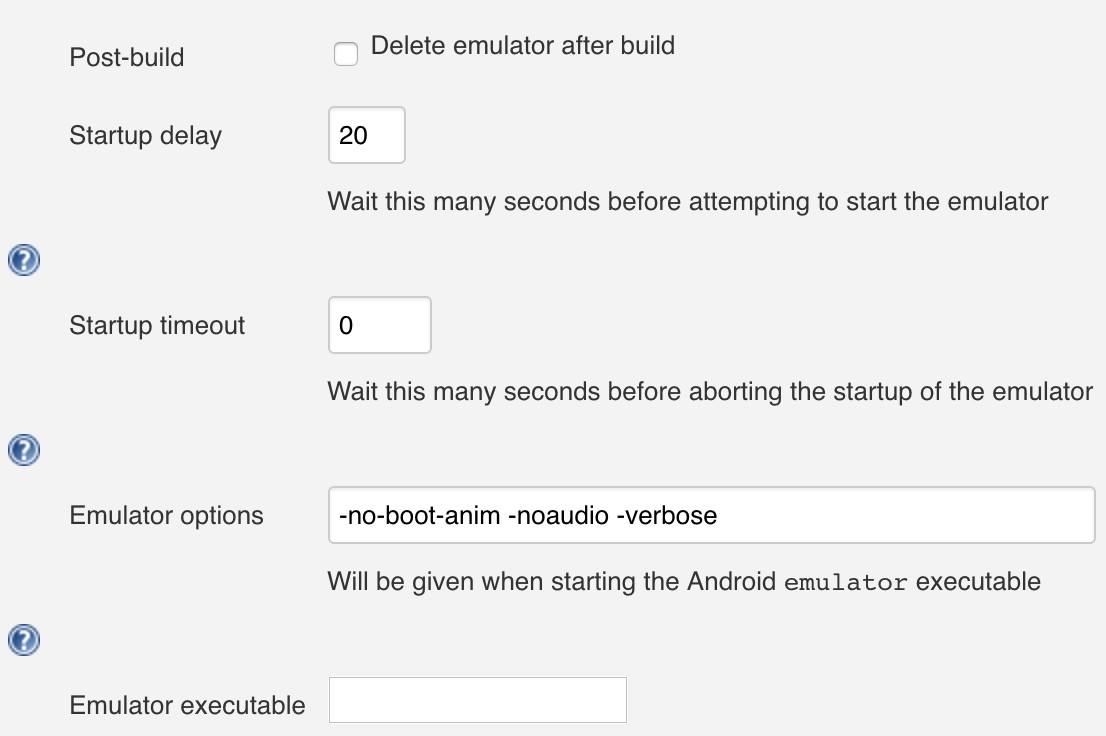 Post-build
Delete emulator after build
Startup delay
20
Wait this many seconds before attempting to start the emulator
?
Startup timeout
0
Wait this many seconds before aborting the startup of the emulator
?
Emulator options
-no-boot-anim -noaudio -verbose
Will be given when starting the Android emulator executable
?
Emulator executable